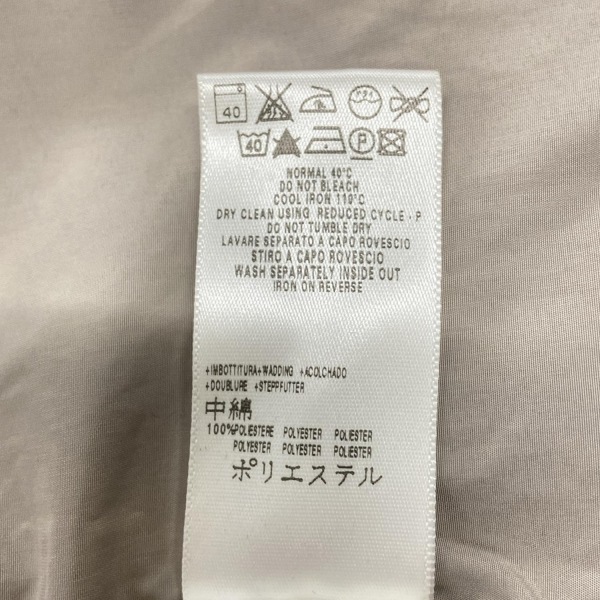 40
40 P
NORMAL 40°C
DO NOT BLEACH
COOL IRON 110°C
DRY CLEAN USING REDUCED CYCLE - P
DO NOT TUMBLE DRY
LAVARE SEPARATO A CAPO ROVESCIO
STIRO A CAPO ROVESCIO
WASH SEPARATELY INSIDE OUT
IRON ON REVERSE
+IMBOTTITURA+WADDING +ACOLCHADO
+DOUBLURE +STEPPFUTTER
中綿
100%POLIESTERE POLYESTER POLYESTER
POLYESTER POLYESTER POLYESTER
ポリエステル